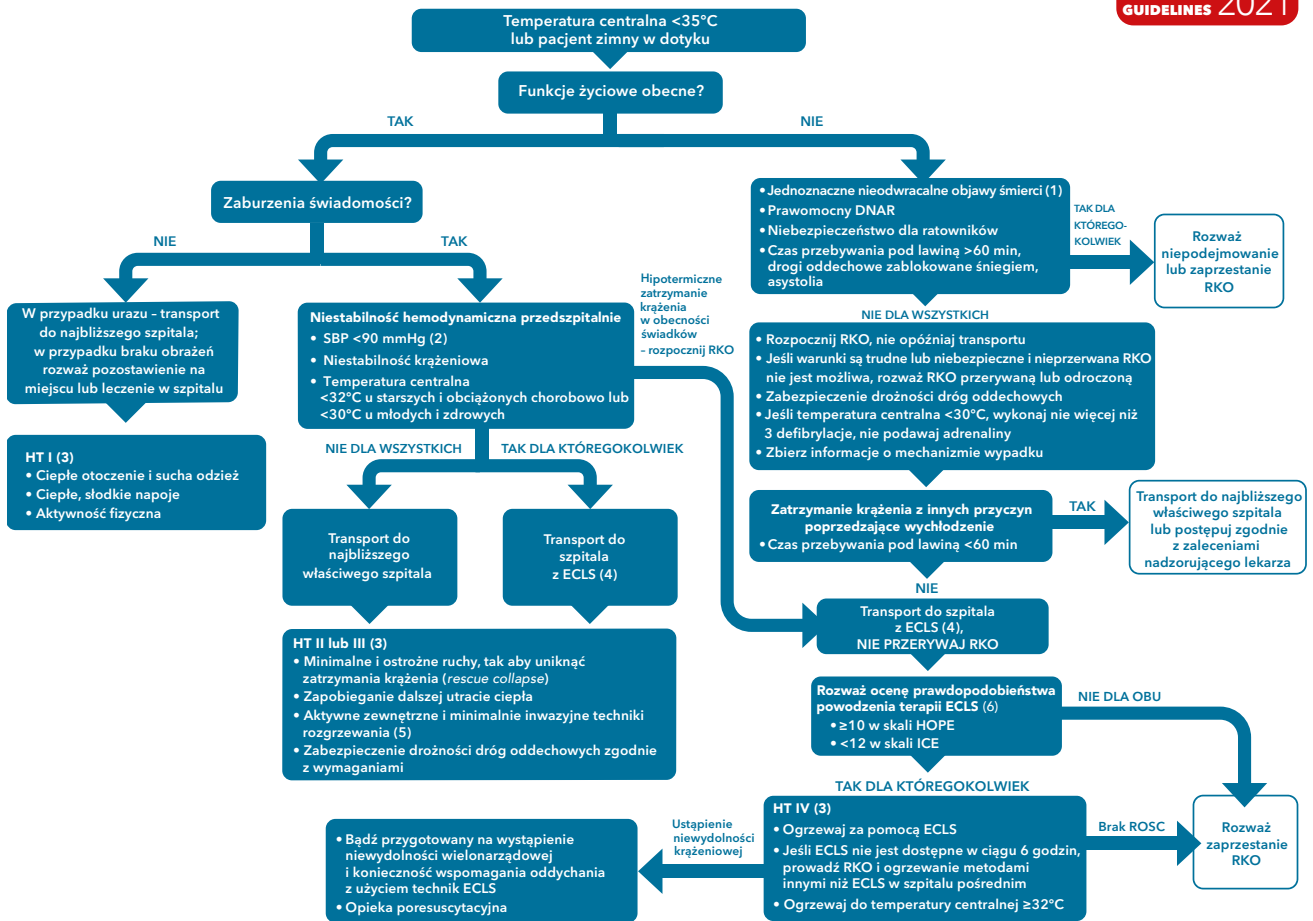 GUIDELINES 2021
Temperatura centralna <35°C
lub pacjent zimny w dotyku
Funkcje życiowe obecne?
TAK
NIE
Zaburzenia świadomości?
NIE
TAK
W przypadku urazu – transport
do najbliższego szpitala;
w przypadku braku obrażeń
rozważ pozostawienie na
miejscu lub leczenie w szpitalu
HT I (3)
• Ciepłe otoczenie i sucha odzież
• Ciepłe, słodkie napoje
• Aktywność fizyczna
Niestabilność hemodynamiczna przedszpitalnie
• SBP <90 mmHg (2)
• Niestabilność krążeniowa
• Temperatura centralna
<32°C u starszych i obciążonych chorobowo lub
<30°C u młodych i zdrowych
Hipotermiczne
zatrzymanie
krążenia
w obecności
świadków
– rozpocznij RKO
NIE DLA WSZYSTKICH
TAK DLA KTÓREGOKOLWIEK
Transport do
najbliższego
właściwego szpitala
Transport do
szpitala
z ECLS (4)
HT II lub III (3)
• Minimalne i ostrożne ruchy, tak aby uniknąć
zatrzymania krążenia (rescue collapse)
• Zapobieganie dalszej utracie ciepła
• Aktywne zewnętrzne i minimalnie inwazyjne techniki
rozgrzewania (5)
• Zabezpieczenie drożności dróg oddechowych zgodnie
z wymaganiami
• Jednoznaczne nieodwracalne objawy śmierci (1)
• Prawomocny DNAR
• Niebezpieczeństwo dla ratowników
• Czas przebywania pod lawiną >60 min,
drogi oddechowe zablokowane śniegiem,
asystolia
TAK DLA
KTÓREGO-
KOLWIEK
Rozważ
niepodejmowanie
lub zaprzestanie
RKO
NIE DLA WSZYSTKICH
• Rozpocznij RKO, nie opóźniaj transportu
• Jeśli warunki są trudne lub niebezpieczne i nieprzerwana RKO
nie jest możliwa, rozważ RKO przerywaną lub odroczoną
• Zabezpieczenie drożności dróg oddechowych
• Jeśli temperatura centralna <30°C, wykonaj nie więcej niż
3 defibrylacje, nie podawaj adrenaliny
• Zbierz informacje o mechanizmie wypadku
Zatrzymanie krążenia z innych przyczyn
poprzedzające wychłodzenie
• Czas przebywania pod lawiną <60 min
TAK
Transport do najbliższego
właściwego szpitala
lub postępuj zgodnie
z zaleceniami
nadzorującego lekarza
NIE
Transport do szpitala
z ECLS (4),
NIE PRZERYWAJ RKO
Rozważ ocenę prawdopodobieństwa
powodzenia terapii ECLS (6)
• ≥10 w skali HOPE
• <12 w skali ICE
NIE DLA OBU
TAK DLA KTÓREGOKOLWIEK
HT IV (3)
• Ogrzewaj za pomocą ECLS
• Jeśli ECLS nie jest dostępne w ciągu 6 godzin,
prowadź RKO i ogrzewanie metodami
innymi niż ECLS w szpitalu pośrednim
• Ogrzewaj do temperatury centralnej ≥32°C
Brak ROSC
Rozważ
zaprzestanie
RKO
Ustąpienie
niewydolności
krążeniowej
• Bądź przygotowany na wystąpienie
niewydolności wielonarządowej
i konieczność wspomagania oddychania
z użyciem technik ECLS
• Opieka poresuscytacyjna